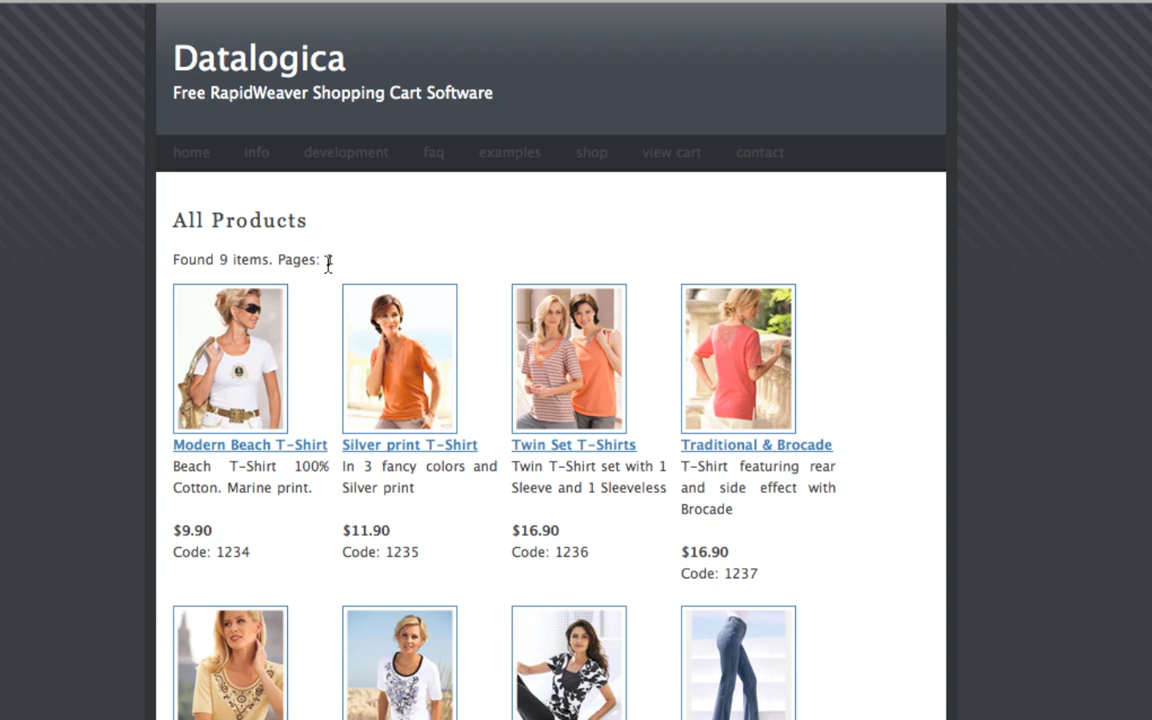 Datalogica
Free RapidWeaver Shopping Cart Software
home info development faq examples shop view cart contact
All Products
Found 9 items. Pages: 1
Modern Beach T-Shirt
Beach T-Shirt 100%
Cotton. Marine print.
$9.90
Code: 1234
Silver print T-Shirt
In 3 fancy colors and
Silver print
$11.90
Code: 1235
Twin Set T-Shirts
Twin T-Shirt set with 1
Sleeve and 1 Sleeveless
$16.90
Code: 1236
Traditional & Brocade
T-Shirt featuring rear
and side effect with
Brocade
$16.90
Code: 1237